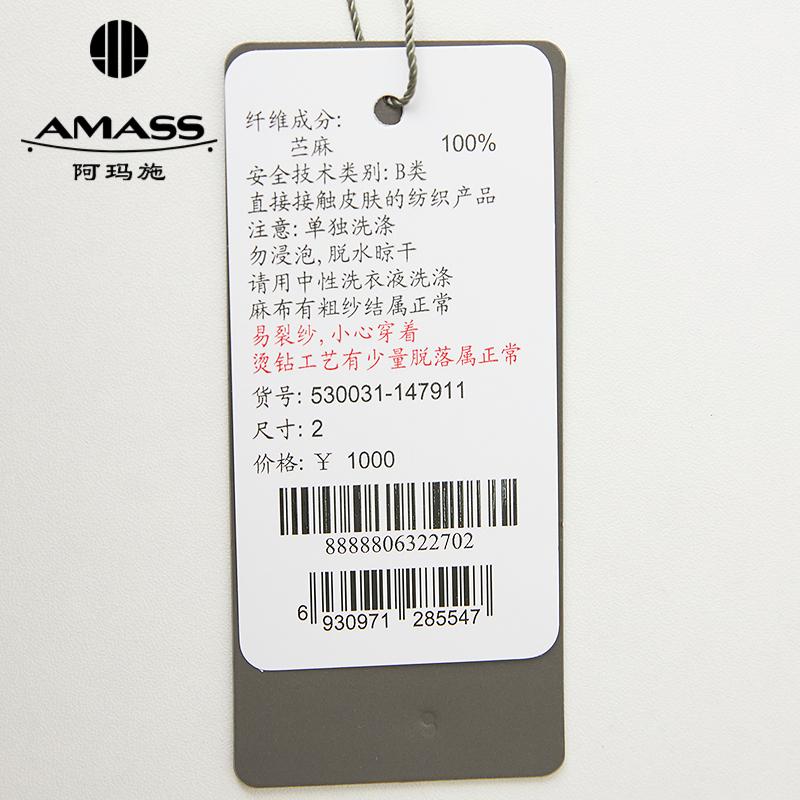 AMASS
阿玛施
纤维成分:
苎麻 100%
安全技术类别: B类
直接接触皮肤的纺织产品
注意: 单独洗涤
勿浸泡, 脱水晾干
请用中性洗衣液洗涤
麻布有粗纱结属正常
易裂纱, 小心穿着
烫钻工艺有少量脱落属正常
货号: 530031-147911
尺寸: 2
价格: ￥ 1000
8888806322702
6 930971 285547